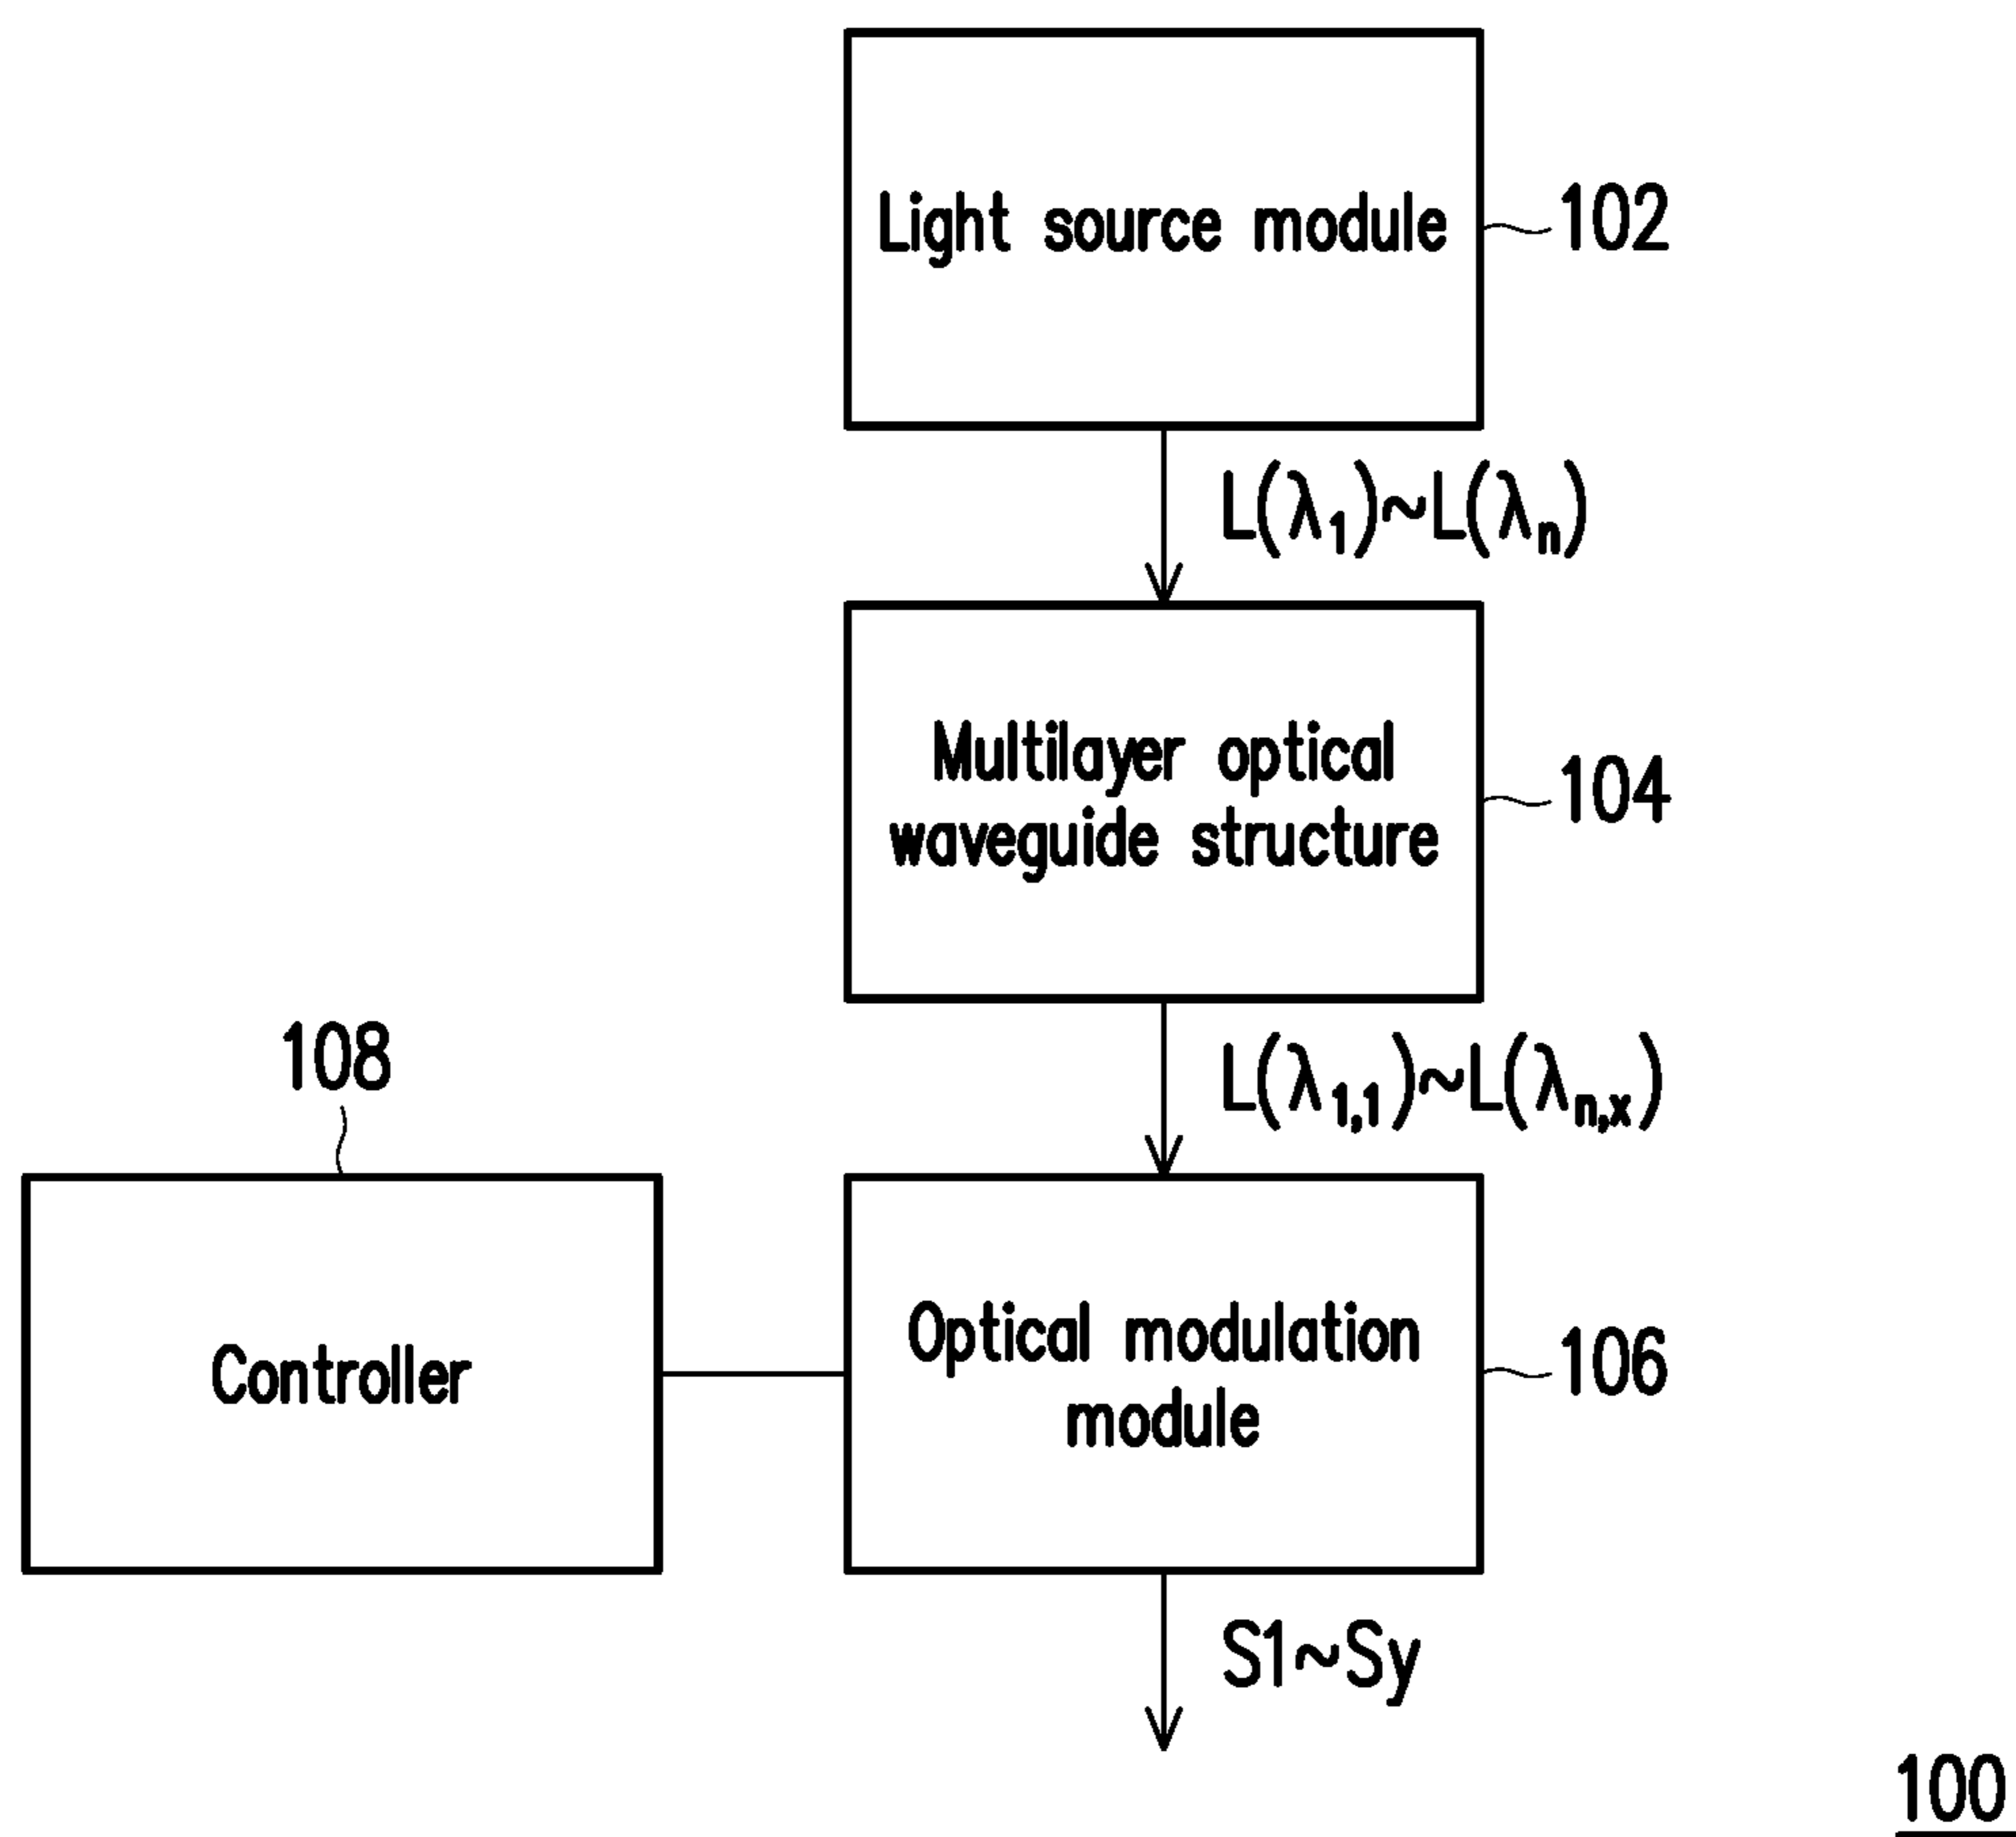 Light source module
102
L(λ1)~L(λn)
Multilayer optical
waveguide structure
104
L(λ1,1)~L(λn,x)
108
Controller
Optical modulation
module
106
S1~Sy
100